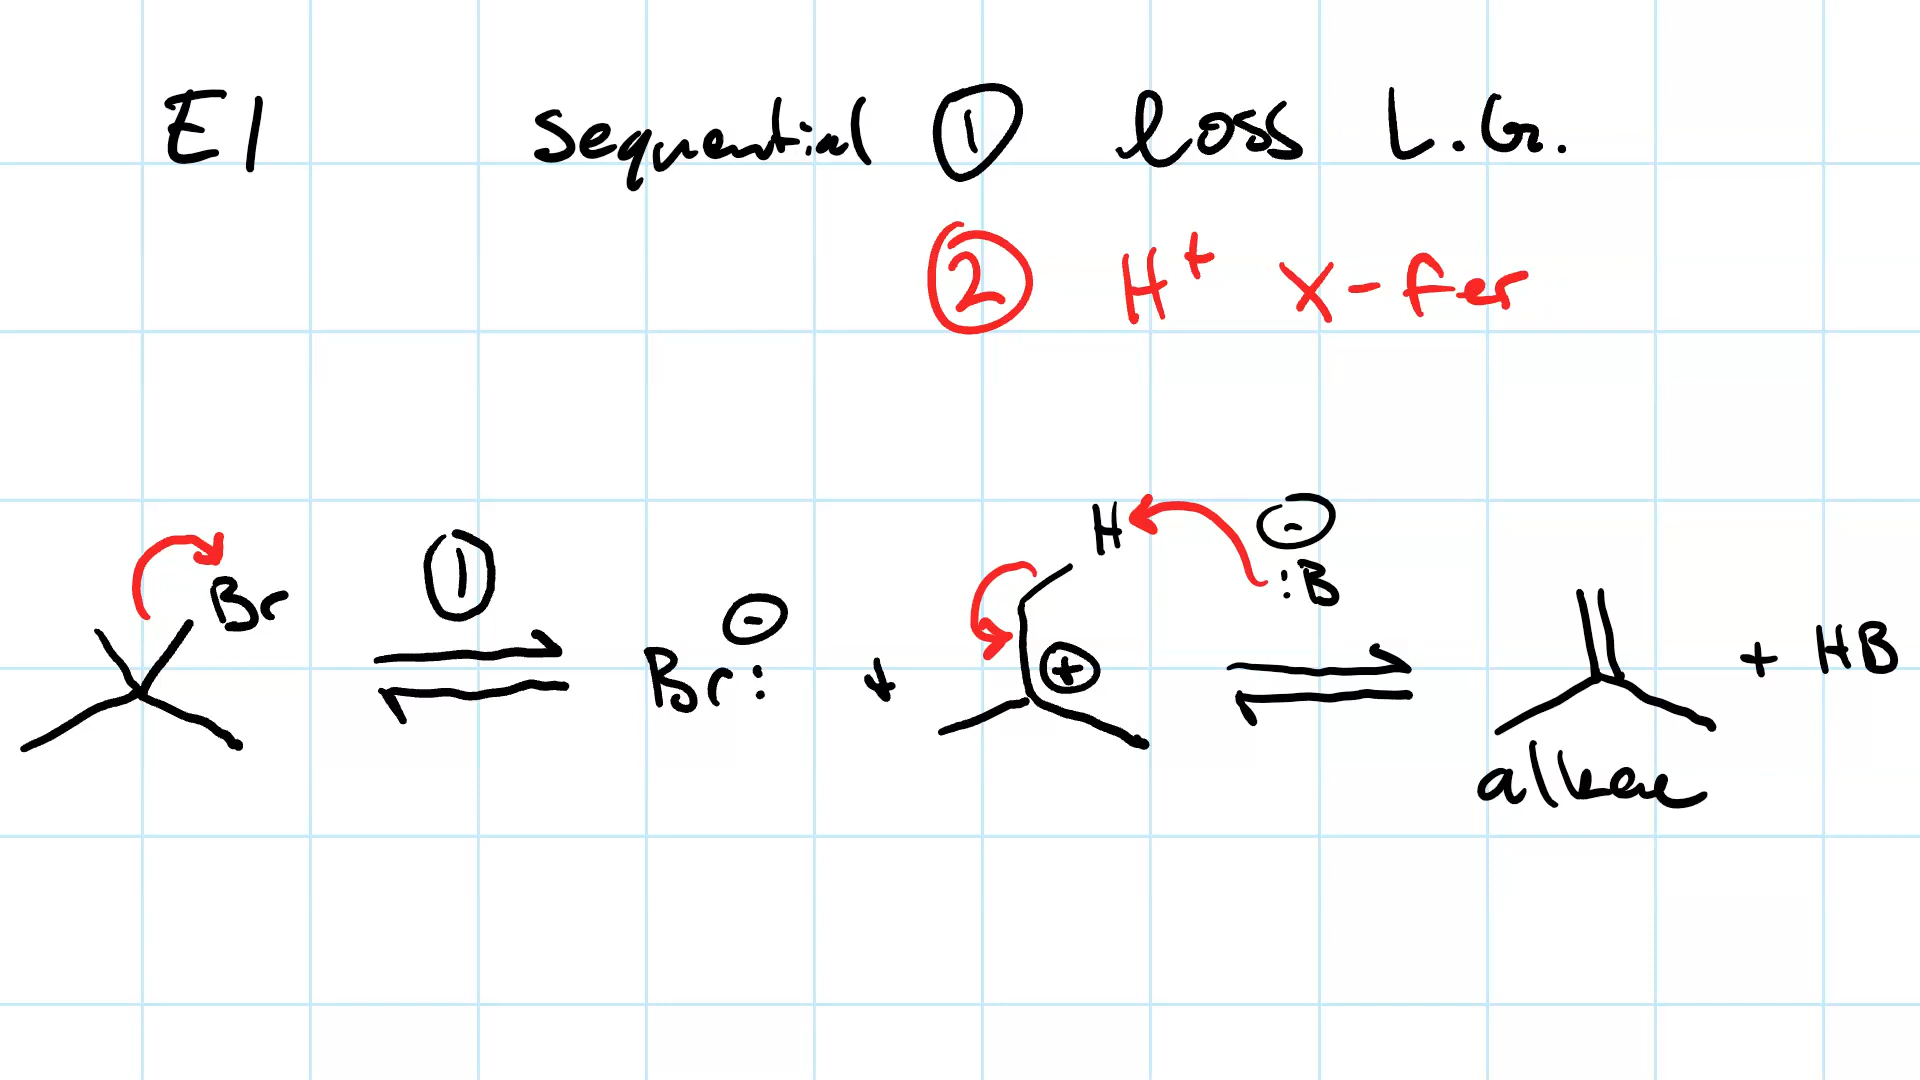 E1 sequential ① loss L.G.
② H⁺ X-fer
Br ① Br: ⊖ + H ⊕ :B ⊖ + HB
alkene